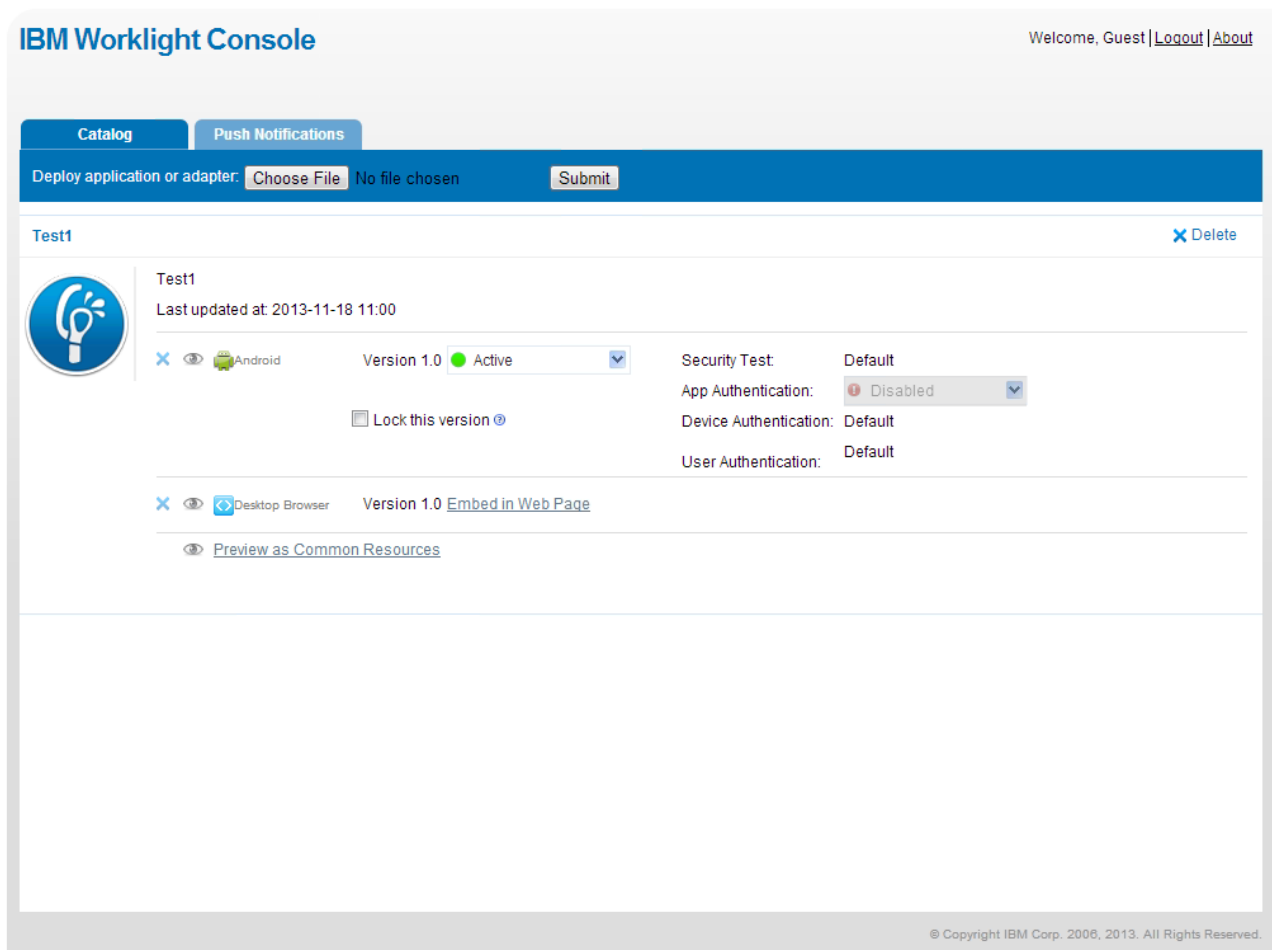 IBM Worklight Console
Welcome, Guest | Logout | About
Catalog
Push Notifications
Deploy application or adapter: Choose File No file chosen Submit
Test1
Delete
Test1
Last updated at: 2013-11-18 11:00
Android Version 1.0 Active
Security Test: Default
App Authentication: Disabled
Lock this version
Device Authentication: Default
User Authentication: Default
Desktop Browser Version 1.0 Embed in Web Page
Preview as Common Resources
© Copyright IBM Corp. 2006, 2013. All Rights Reserved.